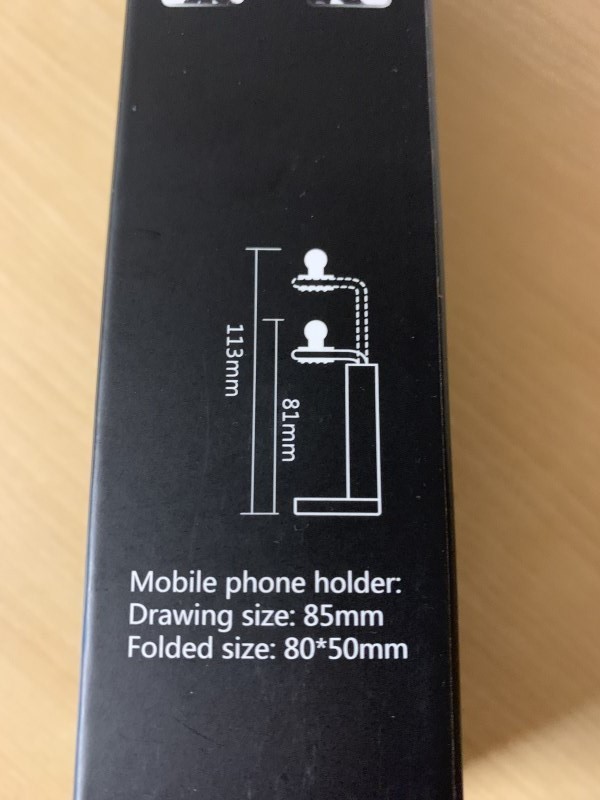 113mm
81mm
Mobile phone holder:
Drawing size: 85mm
Folded size: 80*50mm